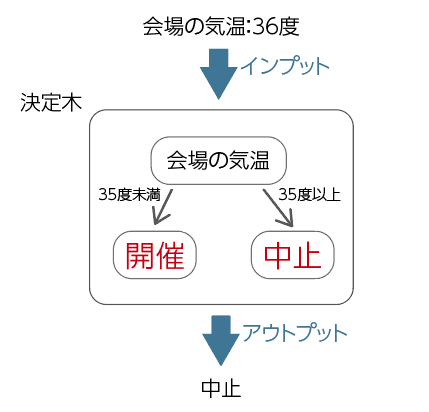 会場の気温：36度
インプット
決定木
会場の気温
35度未満
35度以上
開催
中止
アウトプット
中止